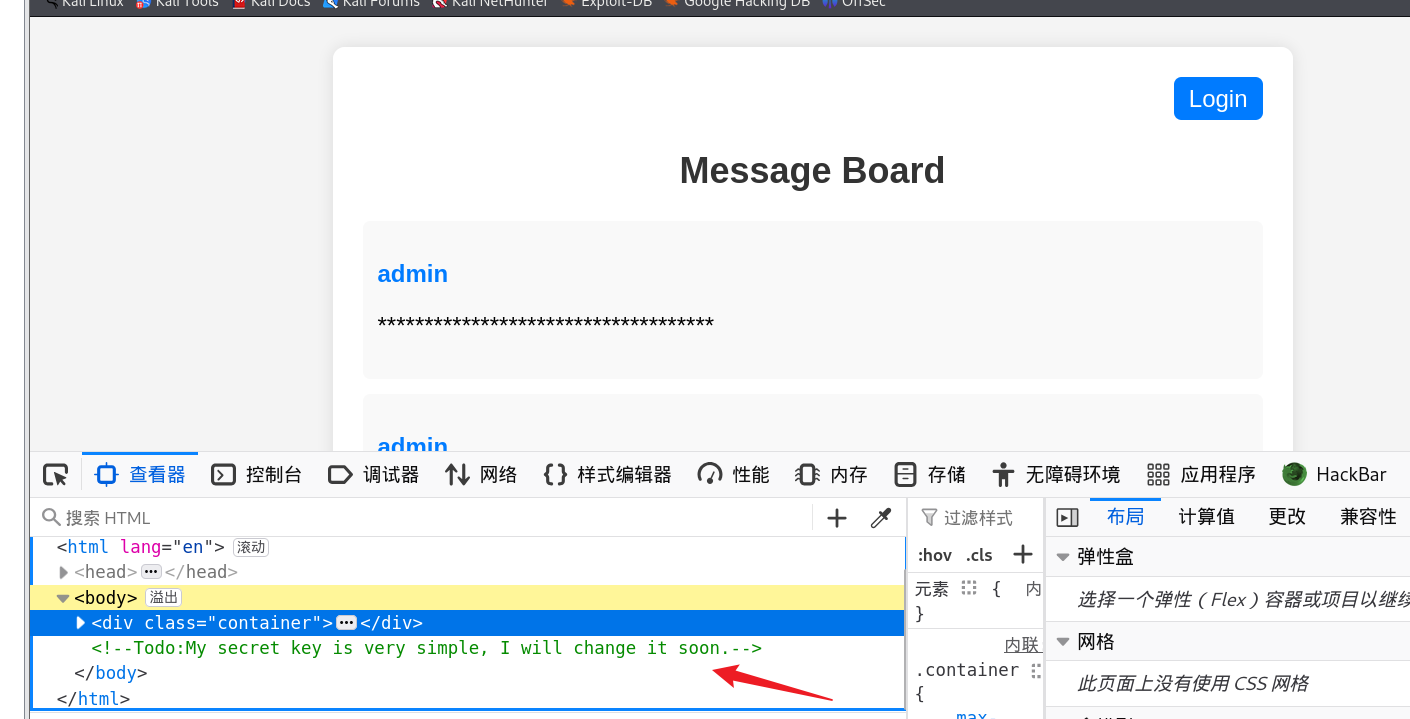 Kali Linux Kali Tools Kali Docs Kali Forums Kali NetHunter Exploit-DB Google Hacking DB OffSec
Login
Message Board
admin
************************************
admin
查看器 控制台 调试器 网络 样式编辑器 性能 内存 存储 无障碍环境 应用程序 HackBar
搜索 HTML
过滤样式
布局 计算值 更改 兼容性
<html lang="en"> 滚动
<head> ••• </head>
<body> 溢出
<div class="container"> ••• </div>
<!--Todo:My secret key is very simple, I will change it soon.-->
</body>
</html>
:hov .cls
元素 { 内
}
内联
.container
{
max-
弹性盒
选择一个弹性（Flex）容器或项目以继续
网格
此页面上没有使用 CSS 网格